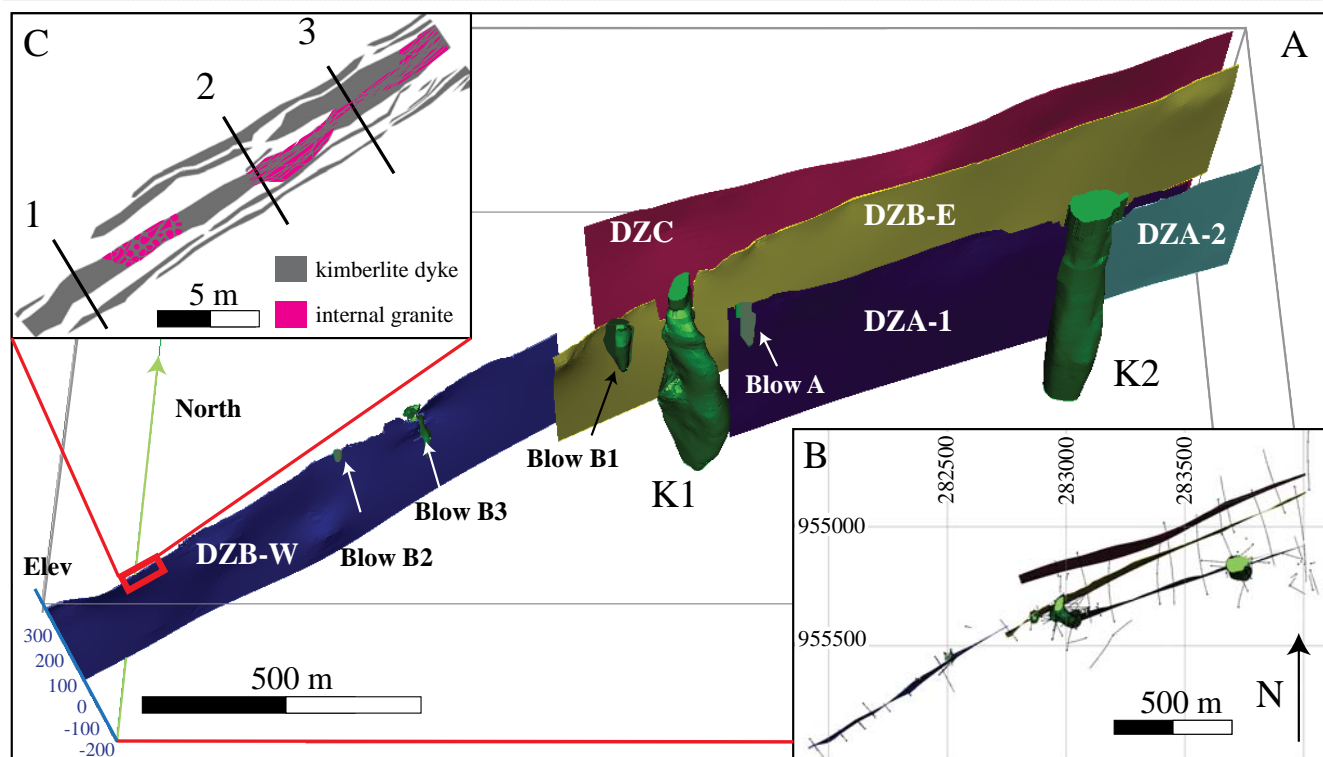 C
A
1
2
3
kimberlite dyke
internal granite
5 m
DZC
DZB-E
DZA-2
DZA-1
Blow A
K2
North
Blow B1
K1
Blow B3
Blow B2
DZB-W
Elev
300
200
100
0
-100
-200
500 m
B
282500
283000
283500
955000
955500
500 m
N